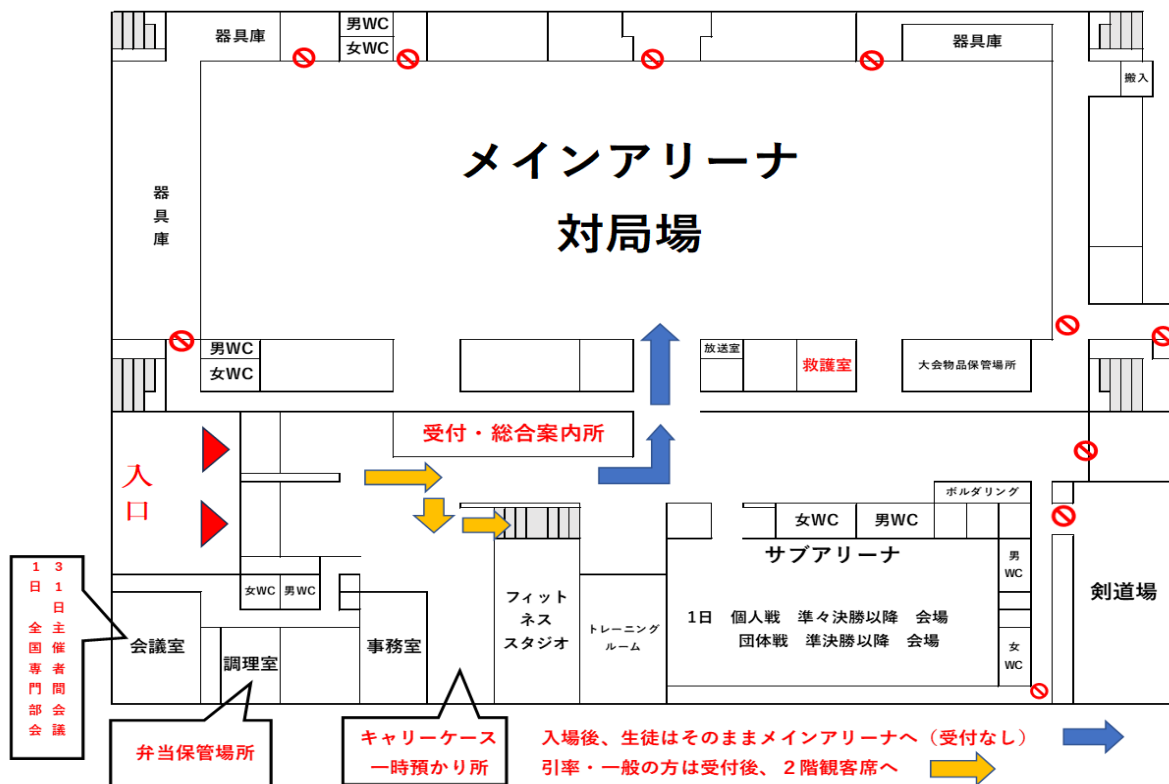 器具庫
男WC
女WC
器具庫
搬入
メインアリーナ
対局場
器具庫
男WC
女WC
放送室
救護室
大会物品保管場所
受付・総合案内所
入口
ボルダリング
女WC
男WC
サブアリーナ
男WC
剣道場
1日　個人戦　準々決勝以降　会場
団体戦　準決勝以降　会場
女WC
フィットネススタジオ
トレーニング
ルーム
女WC
男WC
会議室
調理室
事務室
31日主催者間会議
1日　全国専門部会
弁当保管場所
キャリーケース
一時預かり所
入場後、生徒はそのままメインアリーナへ（受付なし）
引率・一般の方は受付後、２階観客席へ